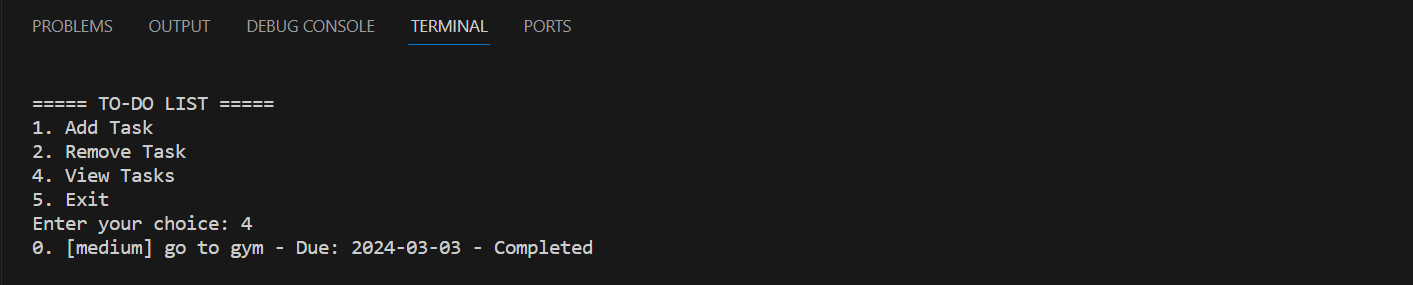 PROBLEMS OUTPUT DEBUG CONSOLE TERMINAL PORTS
===== TO-DO LIST =====
1. Add Task
2. Remove Task
4. View Tasks
5. Exit
Enter your choice: 4
0. [medium] go to gym - Due: 2024-03-03 - Completed